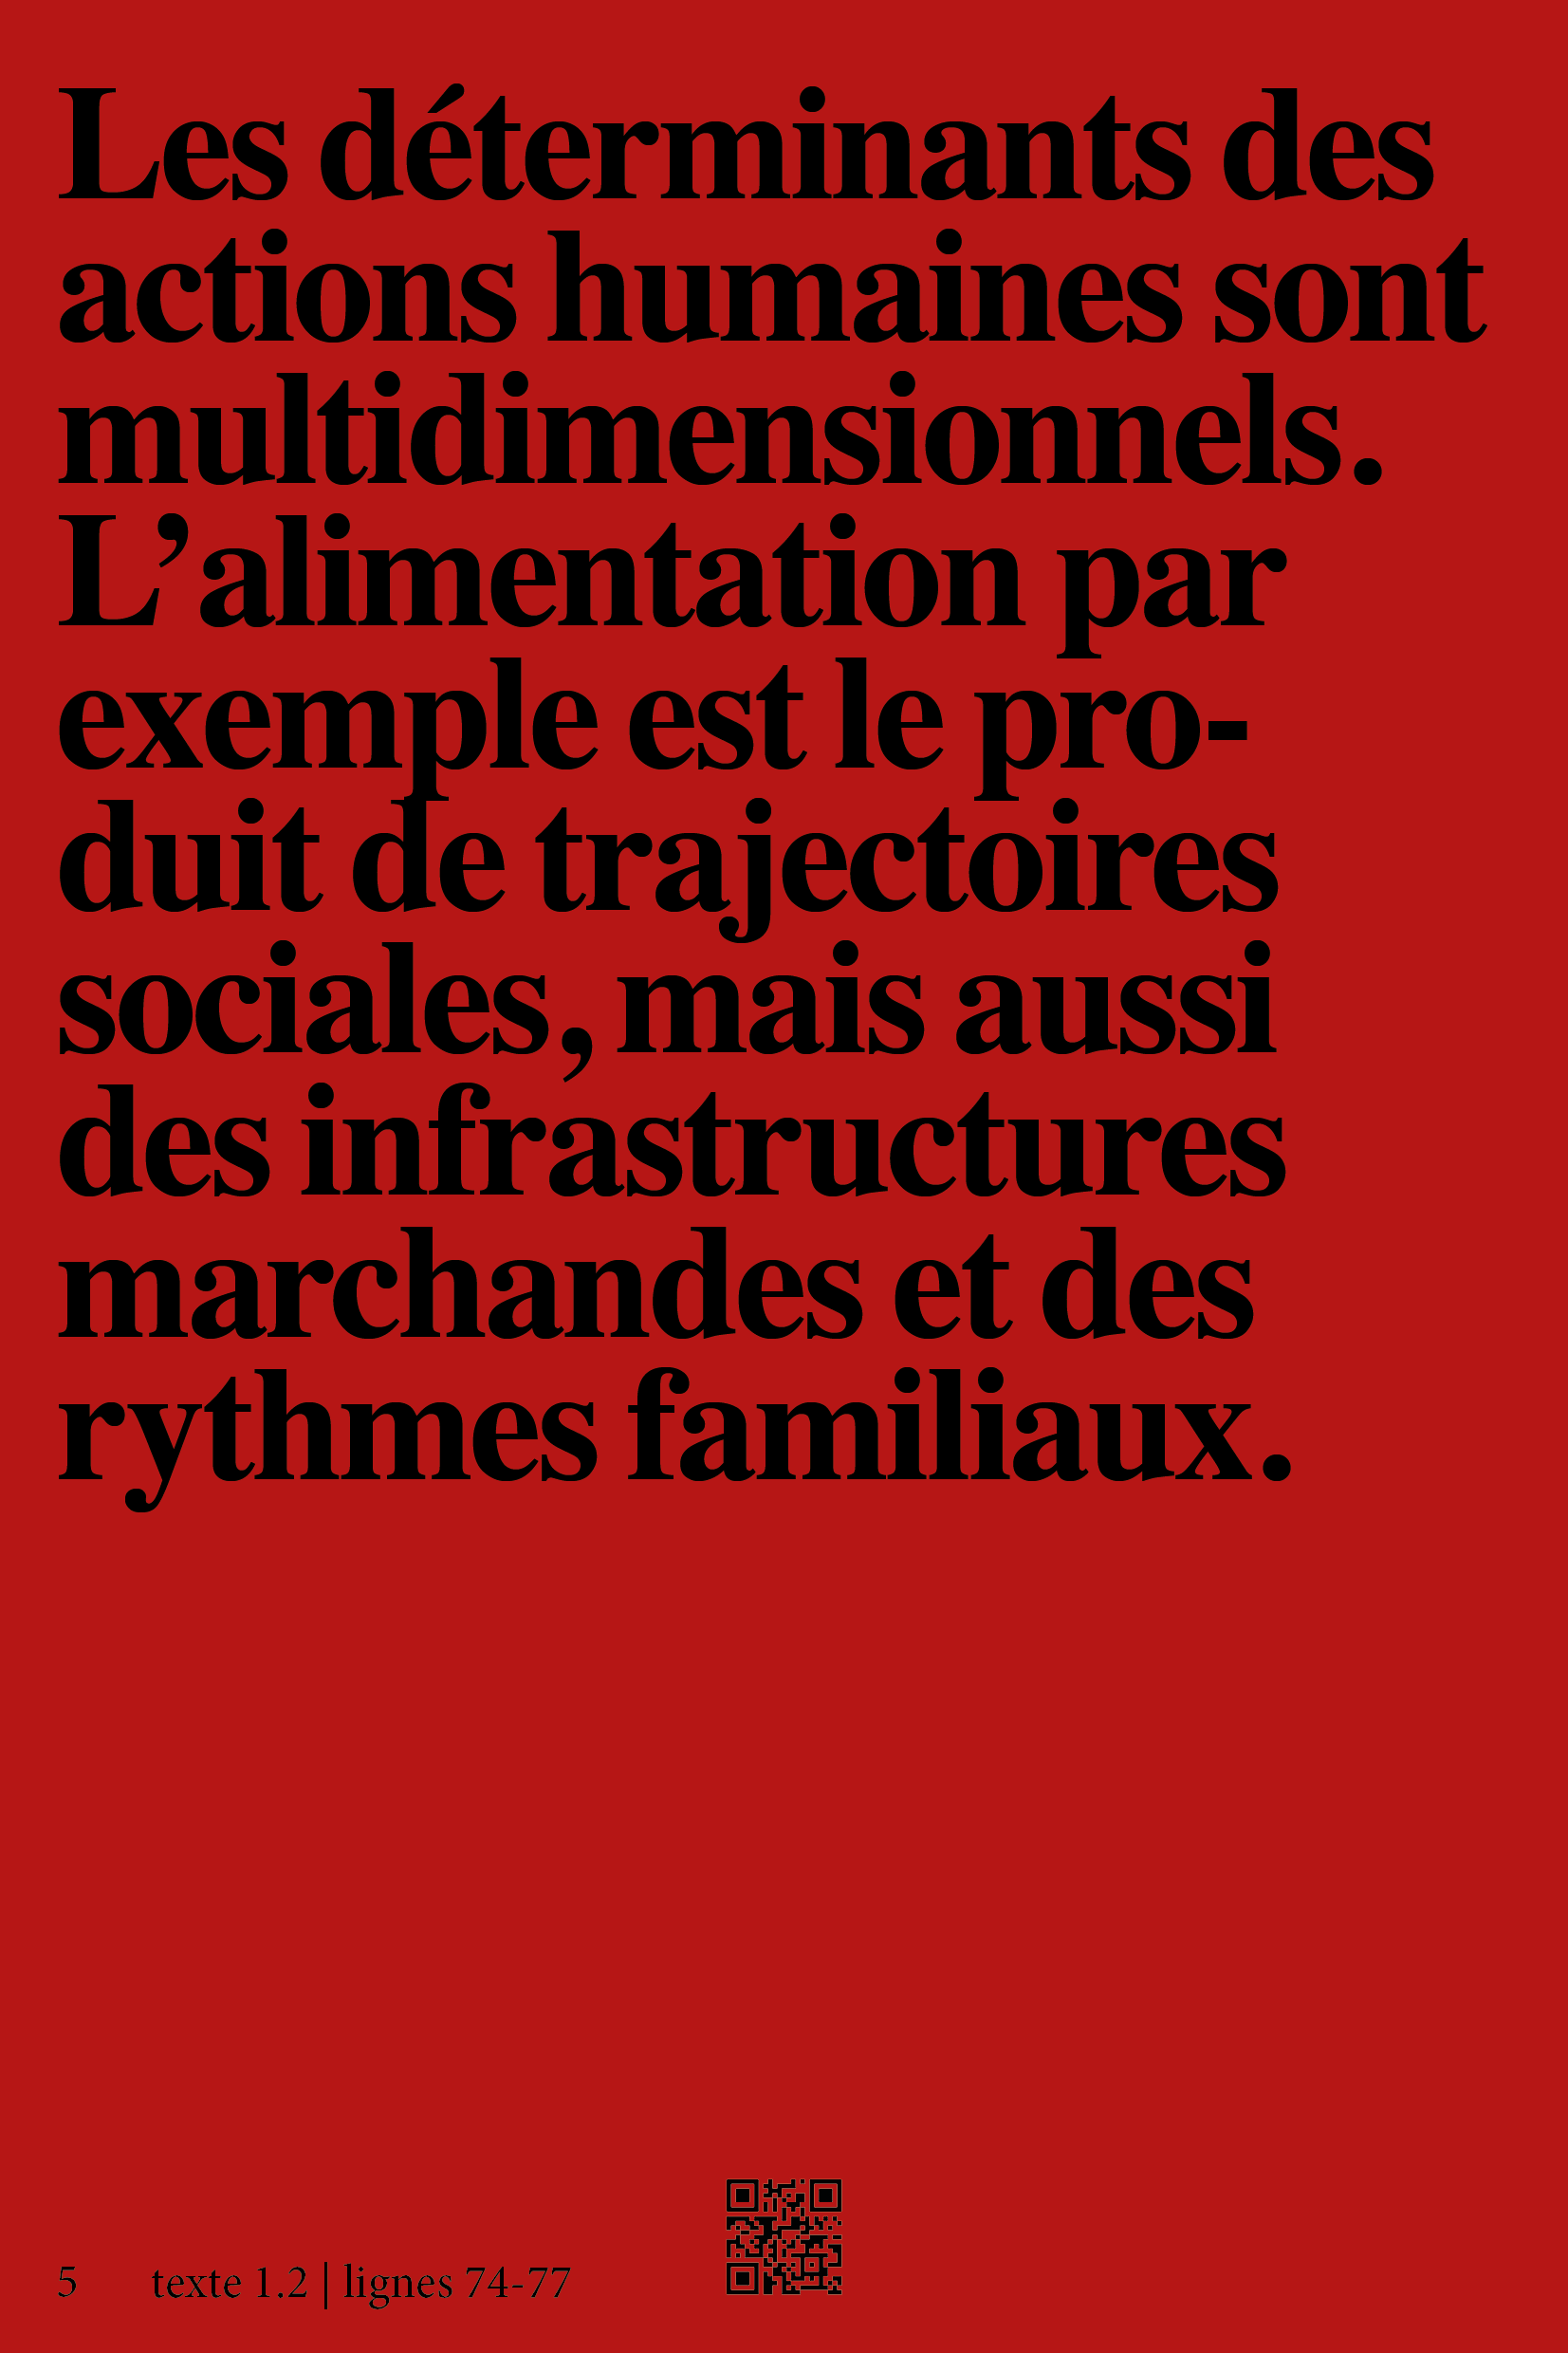 Les déterminants des
actions humaines sont
multidimensionnels.
L’alimentation par
exemple est le pro-
duit de trajectoires
sociales, mais aussi
des infrastructures
marchandes et des
rythmes familiaux.
5 texte 1.2 | lignes 74-77